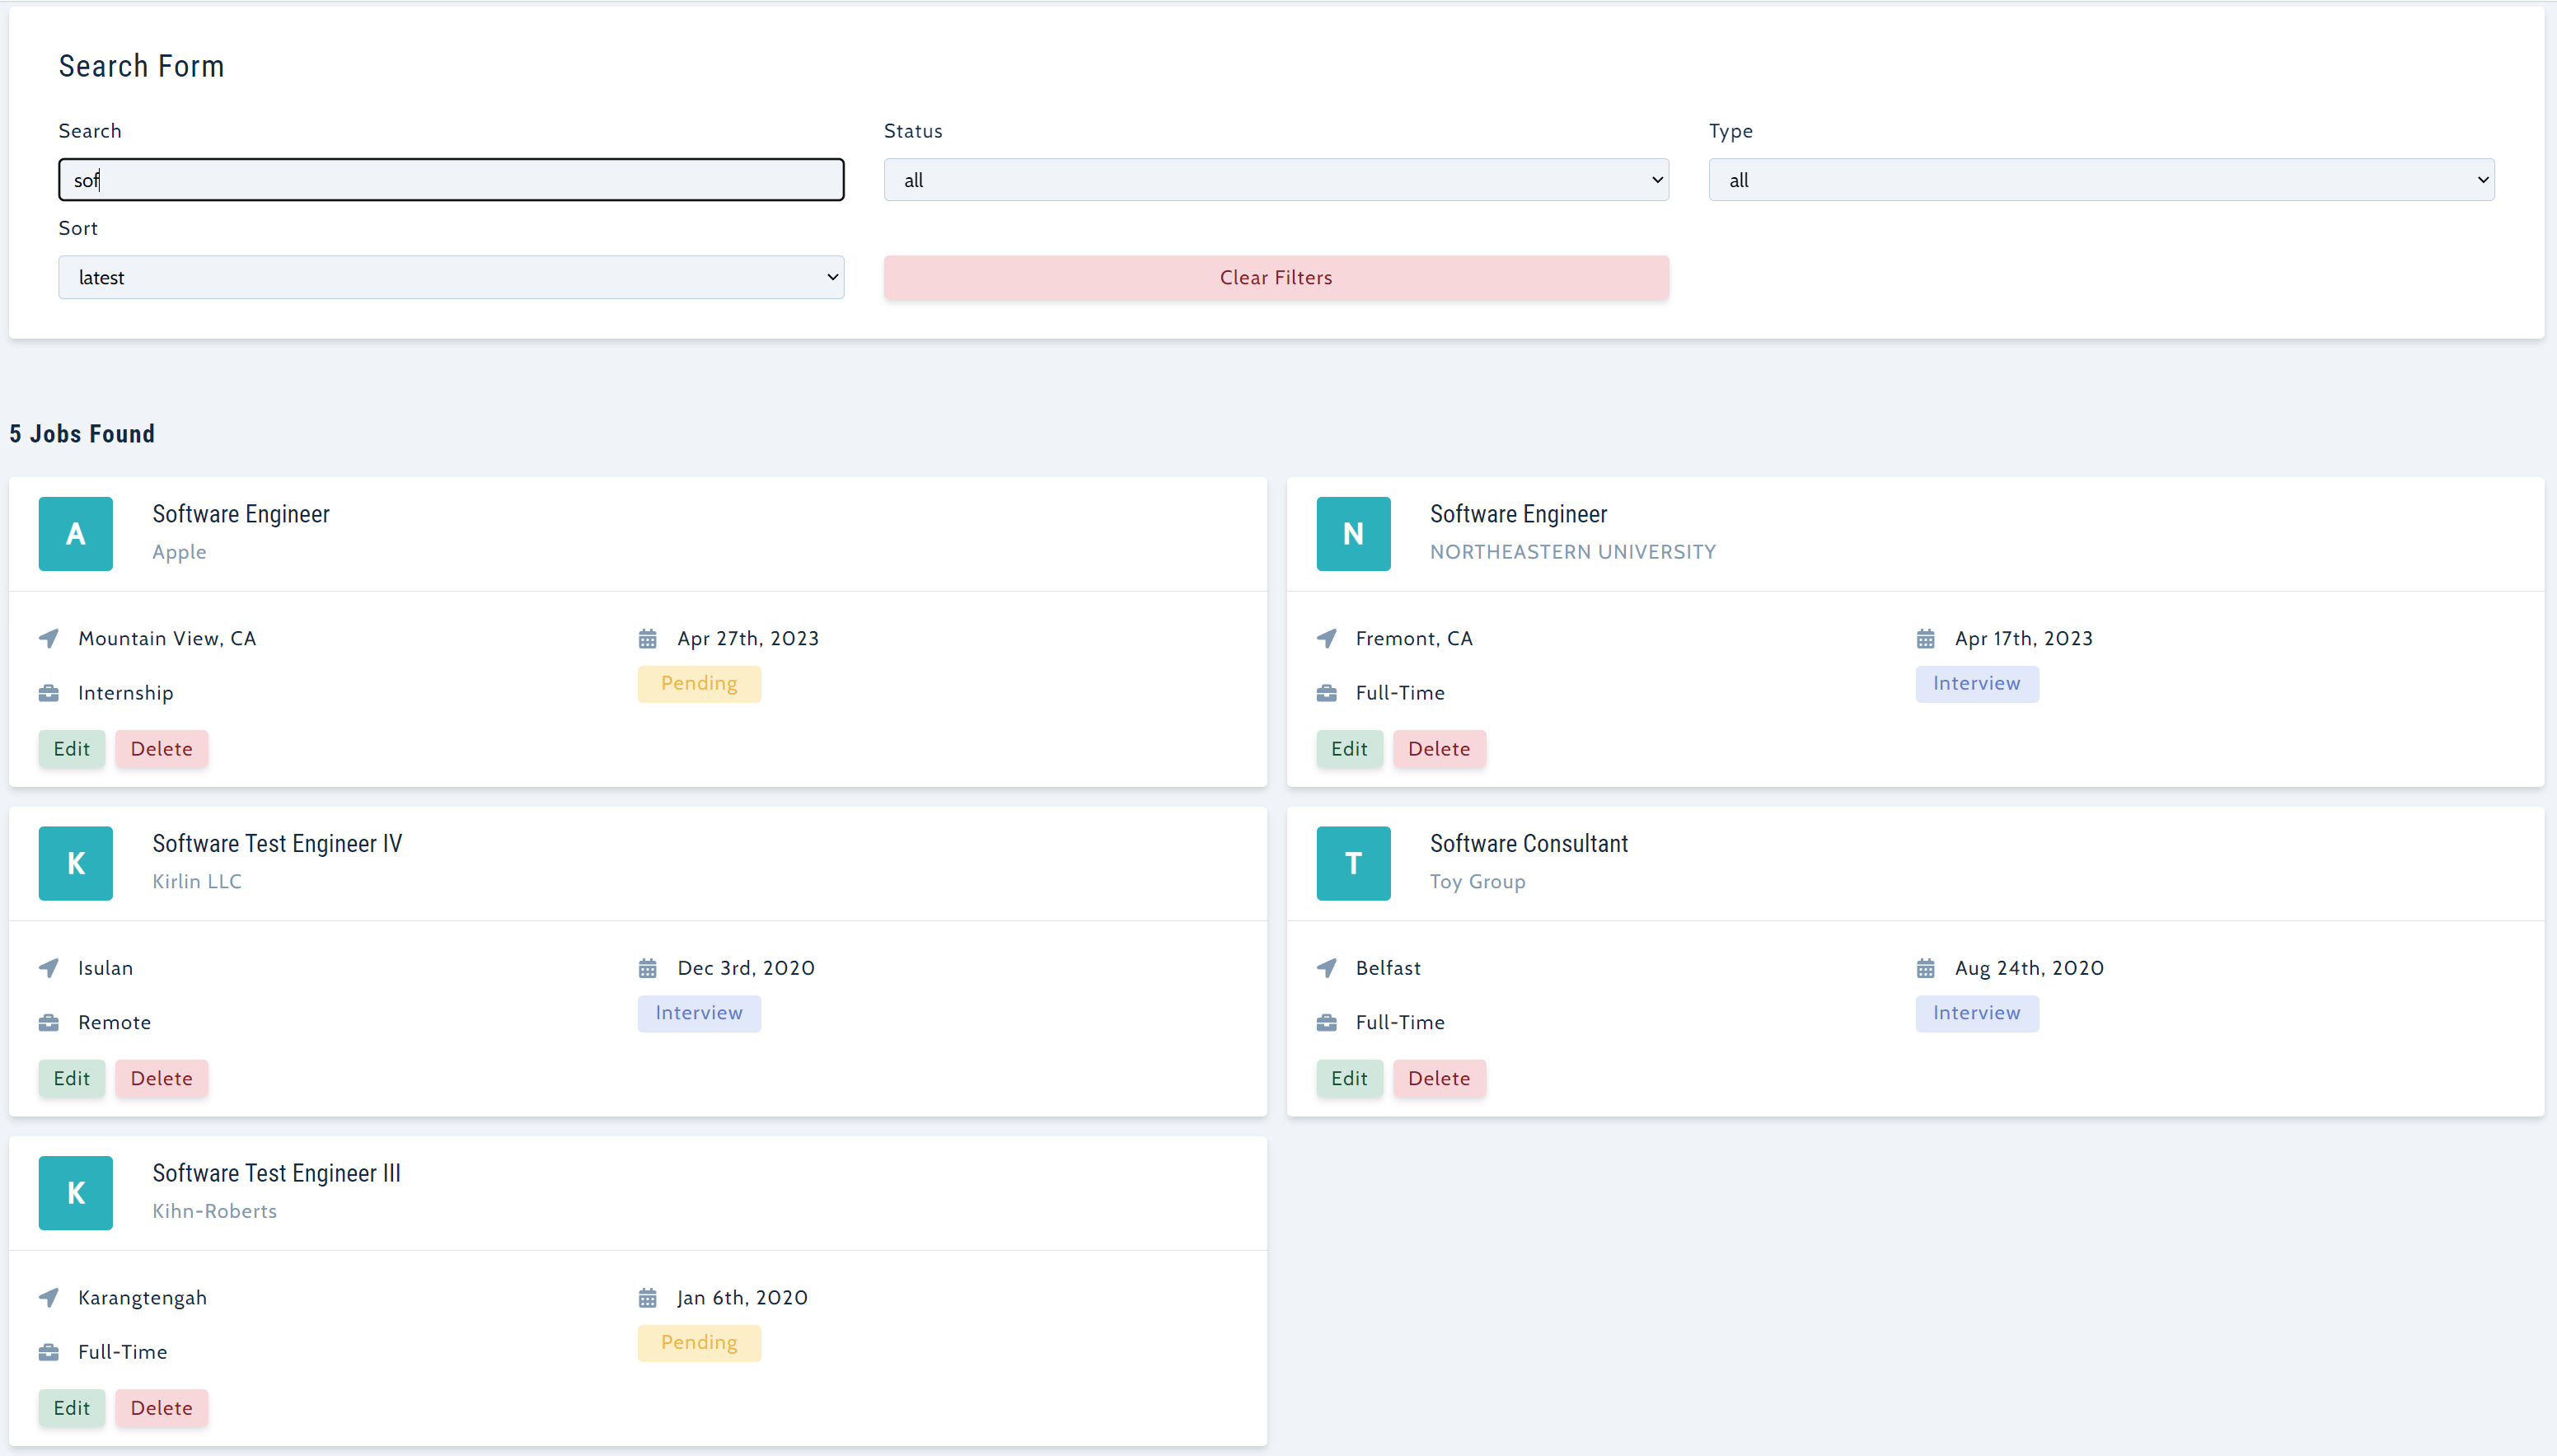 Search Form
Search
Status
Type
sof
all
all
Sort
latest
Clear Filters
5 Jobs Found
A
Software Engineer
Apple
Mountain View, CA
Apr 27th, 2023
Internship
Pending
Edit
Delete
N
Software Engineer
NORTHEASTERN UNIVERSITY
Fremont, CA
Apr 17th, 2023
Full-Time
Interview
Edit
Delete
K
Software Test Engineer IV
Kirlin LLC
Isulan
Dec 3rd, 2020
Remote
Interview
Edit
Delete
T
Software Consultant
Toy Group
Belfast
Aug 24th, 2020
Full-Time
Interview
Edit
Delete
K
Software Test Engineer III
Kihn-Roberts
Karangtengah
Jan 6th, 2020
Full-Time
Pending
Edit
Delete